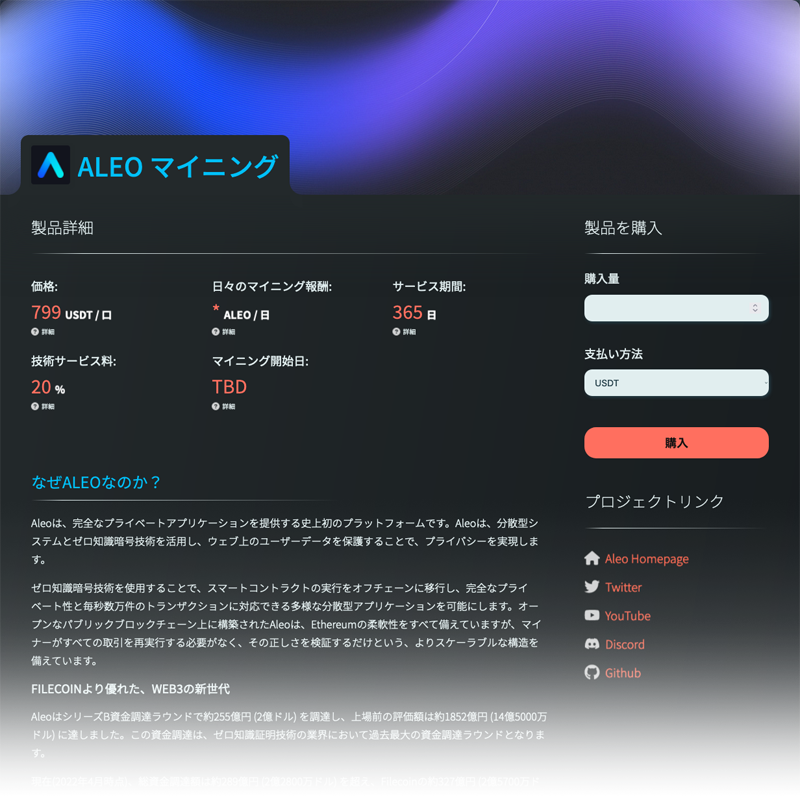 ALEO マイニング
製品詳細
価格:
799 USDT / 口
詳細
日々のマイニング報酬:
* ALEO / 日
詳細
サービス期間:
365 日
詳細
技術サービス料:
20 %
詳細
マイニング開始日:
TBD
詳細
なぜALEOなのか？
Aleoは、完全なプライベートアプリケーションを提供する史上初のプラットフォームです。Aleoは、分散型シ
ステムとゼロ知識暗号技術を活用し、ウェブ上のユーザーデータを保護することで、プライバシーを実現しま
す。
ゼロ知識暗号技術を使用することで、スマートコントラクトの実行をオフチェーンに移行し、完全なプライ
ベート性と毎秒数万件のトランザクションに対応できる多様な分散型アプリケーションを可能にします。オー
プンなパブリックブロックチェーン上に構築されたAleoは、Ethereumの柔軟性をすべて備えていますが、マイ
ナーがすべての取引を再実行する必要がなく、その正しさを検証するだけという、よりスケーラブルな構造を
備えています。
FILECOINより優れた、WEB3の新世代
AleoはシリーズB資金調達ラウンドで約255億円 (2億ドル) を調達し、上場前の評価額は約1852億円 (14億5000万
ドル) に達しました。この資金調達は、ゼロ知識証明技術の業界において過去最大の資金調達ラウンドとなりま
す。
製品を購入
購入量
支払い方法
USDT
購入
プロジェクトリンク
Aleo Homepage
Twitter
YouTube
Discord
Github